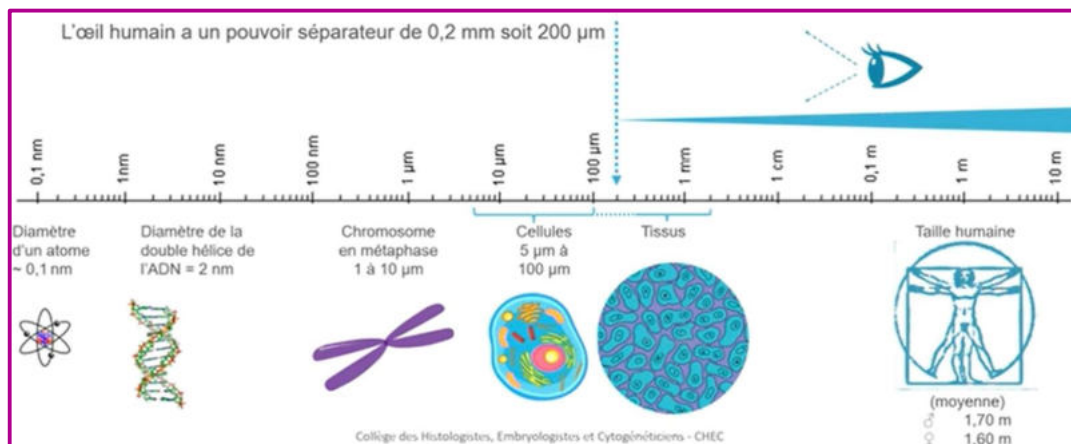 L'œil humain a un pouvoir séparateur de 0,2 mm soit 200 µm
0,1 nm
1nm
10 nm
100 nm
1 µm
10 µm
100 µm
1 mm
1 cm
0,1 m
1 m
10 m
Diamètre
d'un atome
~ 0,1 nm
Diamètre de la
double hélice de
l'ADN = 2 nm
Chromosome
en métaphase
1 à 10 µm
Cellules
5 µm à
100 µm
Tissus
Taille humaine
(moyenne)
♂ 1,70 m
♀ 1,60 m
Collège des Histologistes, Embryologistes et Cytogénéticiens - CHEC